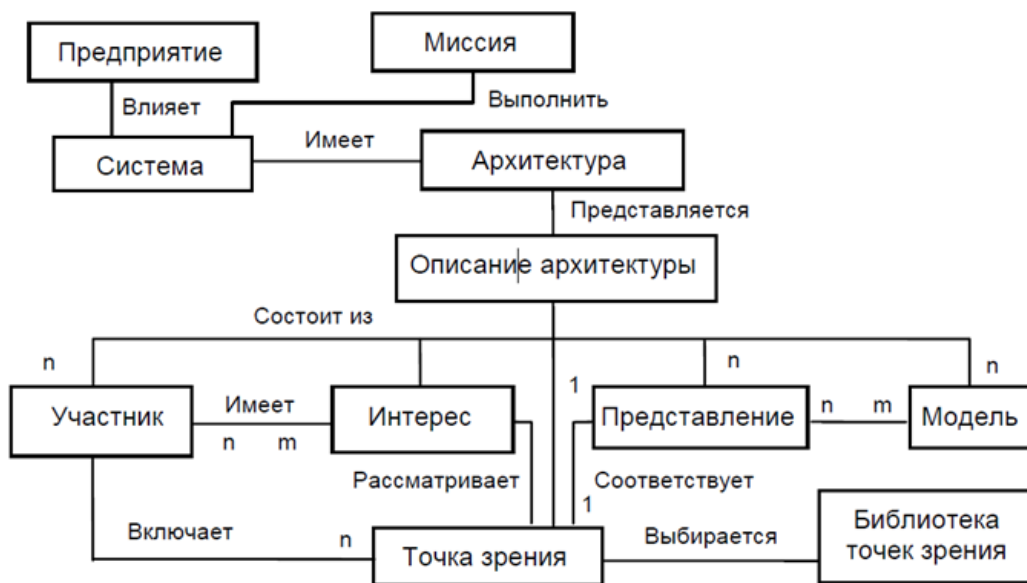 Предприятие
Миссия
Влияет
Выполнить
Система
Имеет
Архитектура
Представляется
Описание архитектуры
Состоит из
n
n
n
1
Участник
Имеет
n m
Интерес
Представление
n m
Модель
Рассматривает
Соответствует
1
Включает
n
Точка зрения
Выбирается
Библиотека
точек зрения